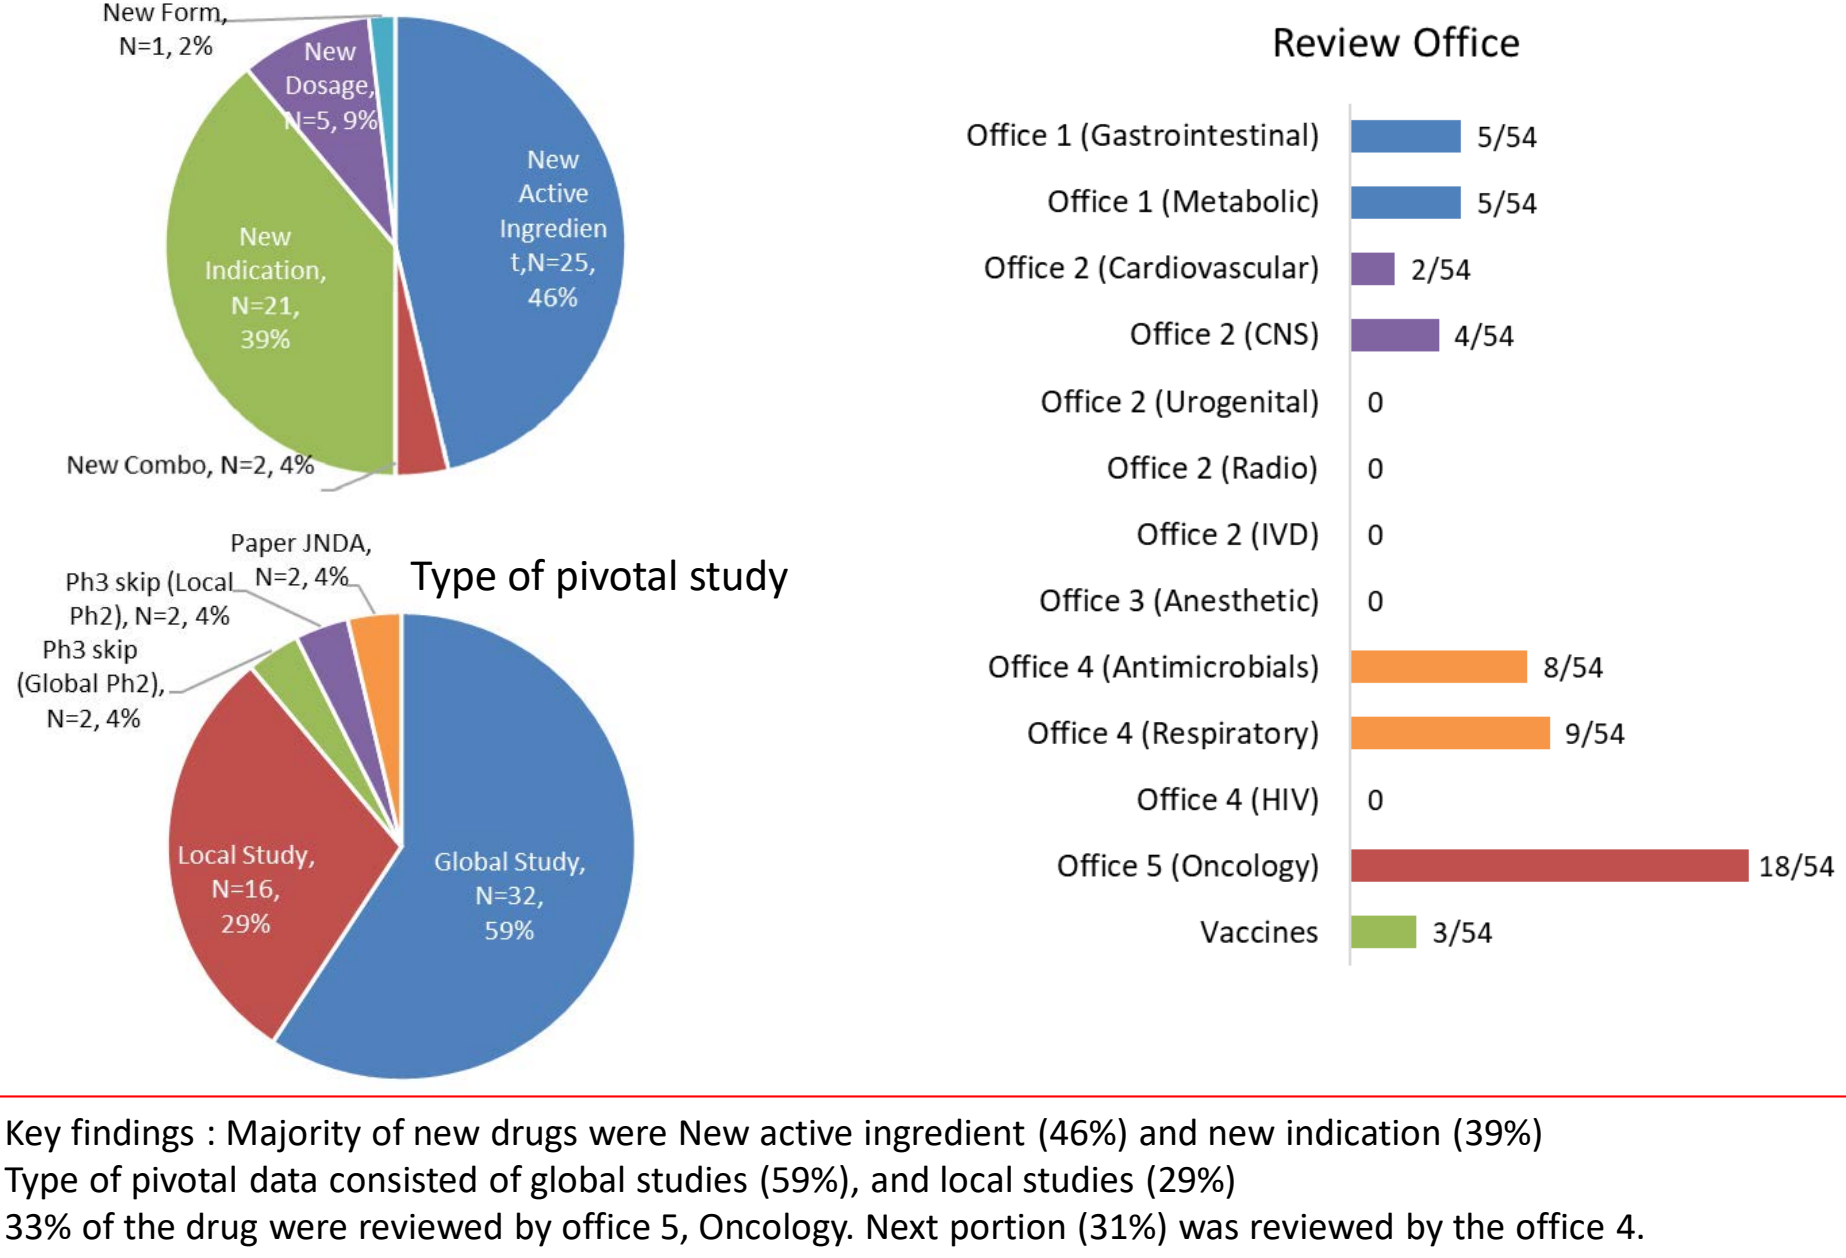 New Form,
N=1, 2%
New
Dosage,
N=5, 9%
New
Active
Ingredien
t,N=25,
46%
New
Indication,
N=21,
39%
New Combo, N=2, 4%
Type of pivotal study
Paper JNDA,
N=2, 4%
Ph3 skip (Local
Ph2), N=2, 4%
Ph3 skip
(Global Ph2),
N=2, 4%
Local Study,
N=16,
29%
Global Study,
N=32,
59%
Review Office
Office 1 (Gastrointestinal) 5/54
Office 1 (Metabolic) 5/54
Office 2 (Cardiovascular) 2/54
Office 2 (CNS) 4/54
Office 2 (Urogenital) 0
Office 2 (Radio) 0
Office 2 (IVD) 0
Office 3 (Anesthetic) 0
Office 4 (Antimicrobials) 8/54
Office 4 (Respiratory) 9/54
Office 4 (HIV) 0
Office 5 (Oncology) 18/54
Vaccines 3/54
Key findings : Majority of new drugs were New active ingredient (46%) and new indication (39%)
Type of pivotal data consisted of global studies (59%), and local studies (29%)
33% of the drug were reviewed by office 5, Oncology. Next portion (31%) was reviewed by the office 4.